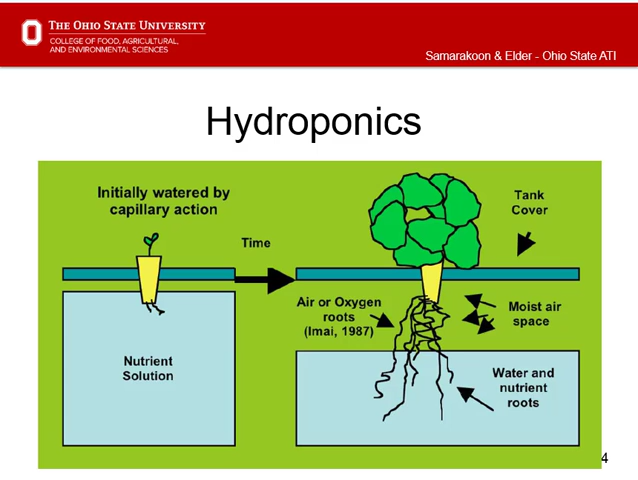 THE OHIO STATE UNIVERSITY
COLLEGE OF FOOD, AGRICULTURAL,
AND ENVIRONMENTAL SCIENCES
Samarakoon & Elder - Ohio State ATI
Hydroponics
Initially watered by
capillary action
Time
Tank
Cover
Air or Oxygen
roots
(Imai, 1987)
Moist air
space
Nutrient
Solution
Water and
nutrient
roots
4